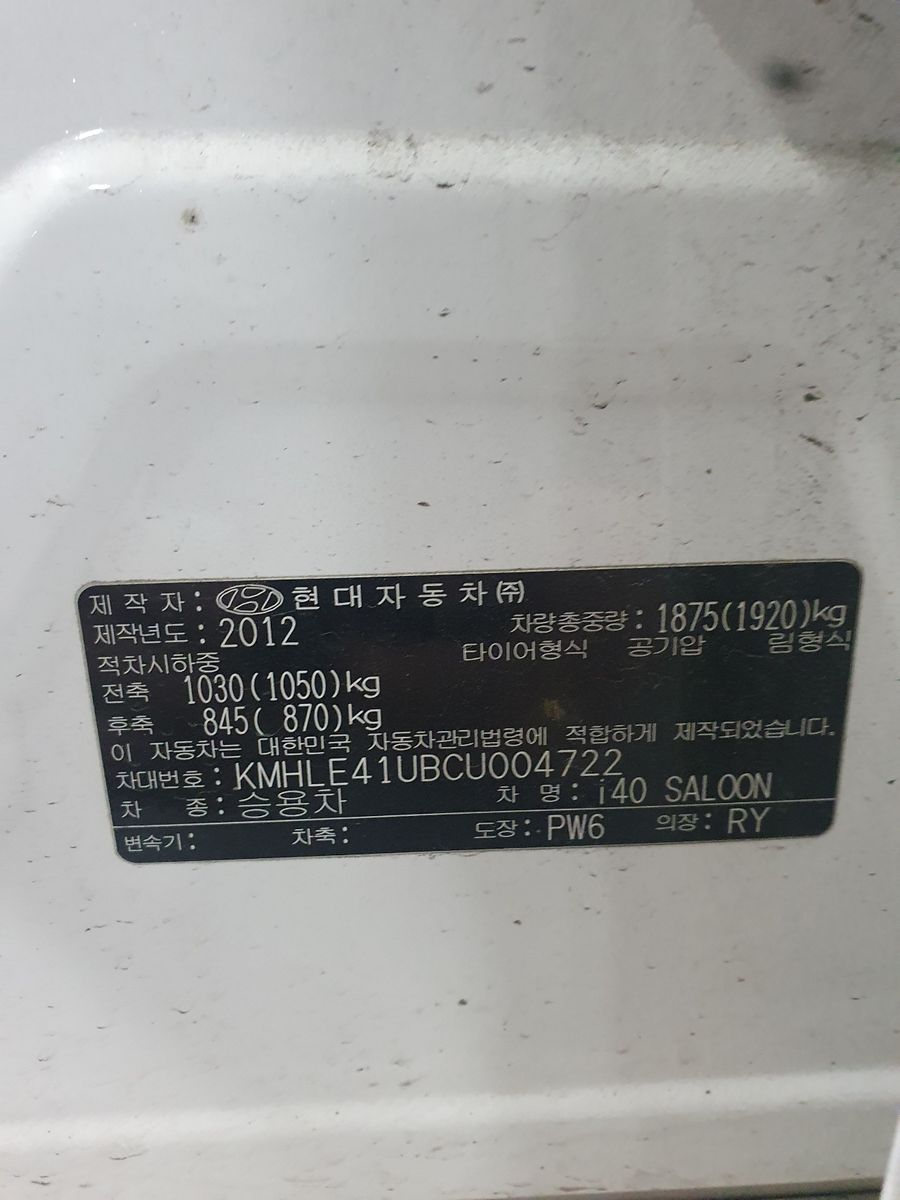 제 작 자 : 현 대 자 동 차 ㈜
제작년도 : 2012 차량총중량 : 1875(1920)kg
적차시하중 타이어형식 공기압 림형식
전축 1030(1050)kg
후축 845( 870)kg
이 자동차는 대한민국 자동차관리법령에 적합하게 제작되었습니다.
차대번호 : KMHLE41UBCU004722
차 종 : 승용차 차 명 : i40 SALOON
변속기 : 차축 : 도장 : PW6 의장 : RY